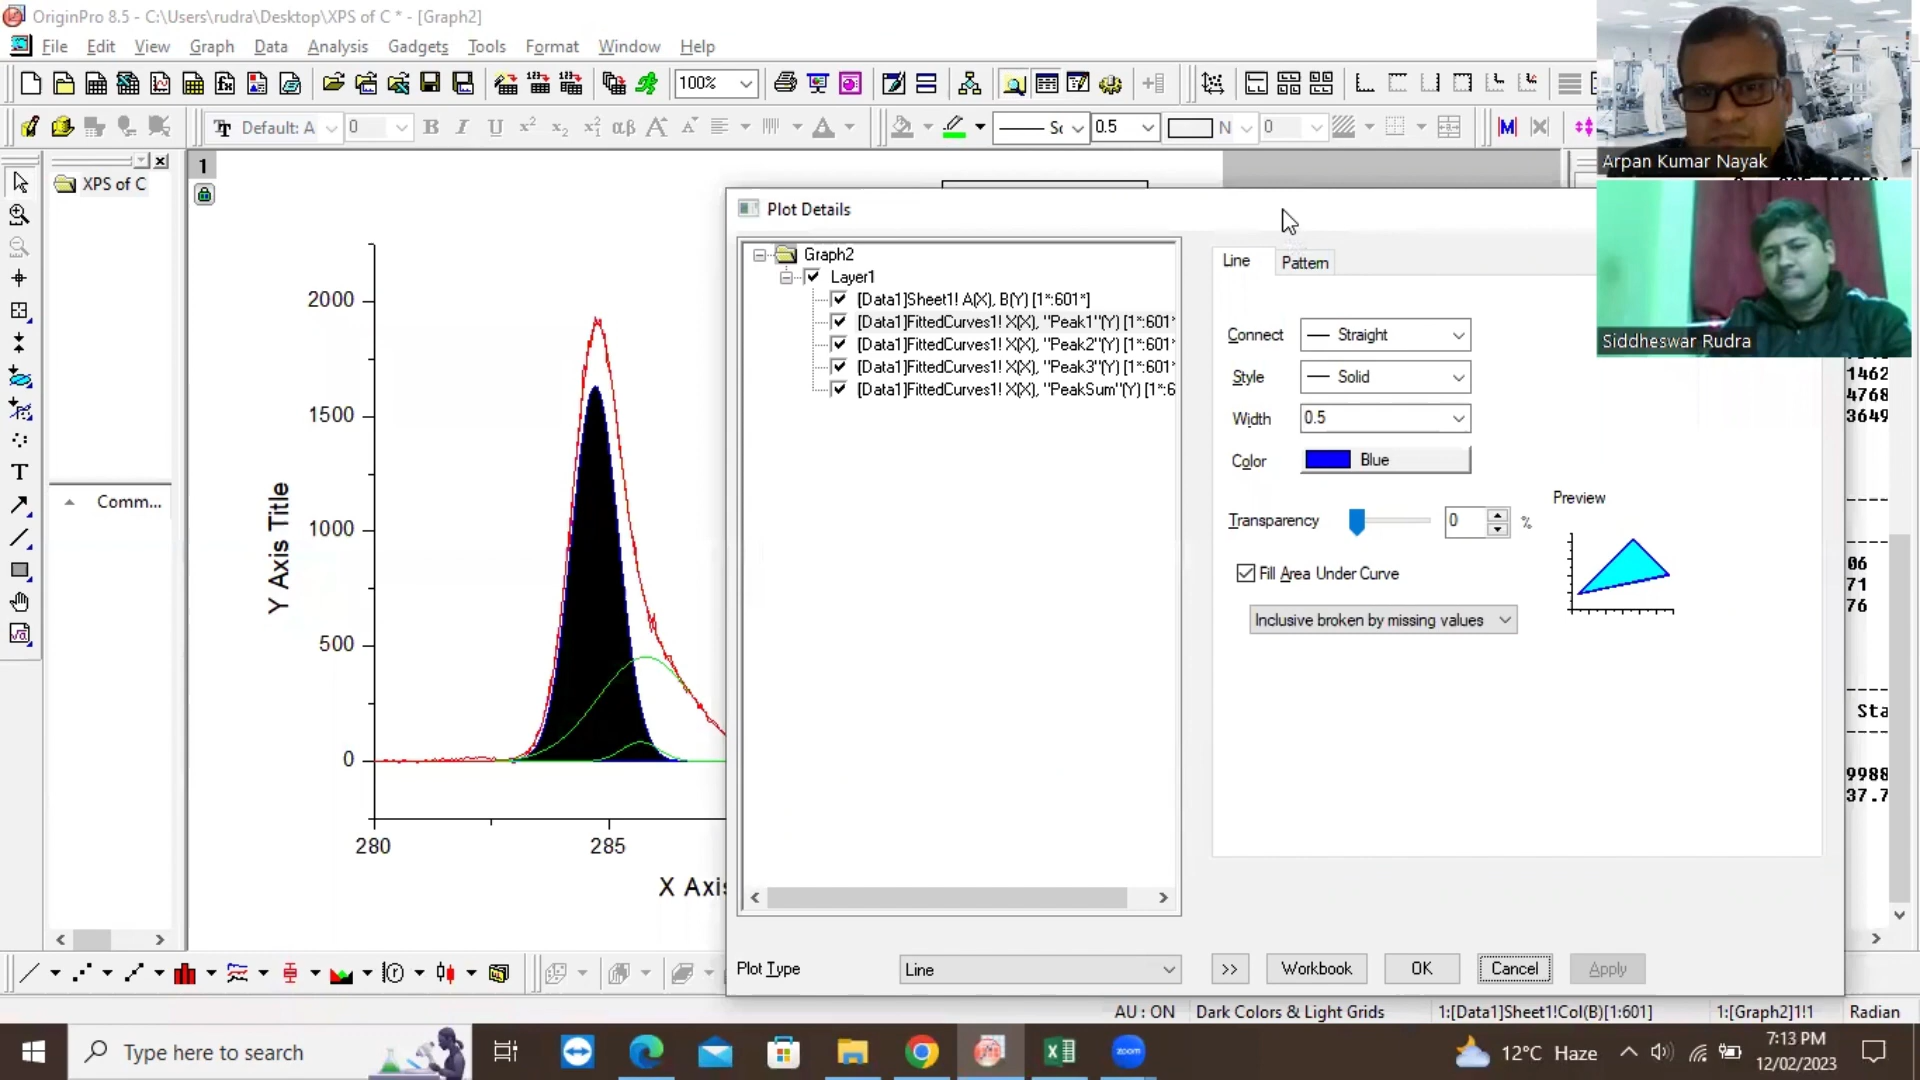 OriginPro 8.5 - C:\Users\rudra\Desktop\XPS of C * - [Graph2]
File Edit View Graph Data Analysis Gadgets Tools Format Window Help
100%
Default: A 0 B I U 0.5 N 0
XPS of C
1
Comm...
2000
1500
1000
500
0
280
285
Y Axis Title
X Axis
Plot Details
Graph2
Layer1
[Data1]Sheet1! A(X), B(Y) [1*:601*]
[Data1]FittedCurves1! X(X), "Peak1"(Y) [1*:601*
[Data1]FittedCurves1! X(X), "Peak2"(Y) [1*:601*
[Data1]FittedCurves1! X(X), "Peak3"(Y) [1*:601*
[Data1]FittedCurves1! X(X), "PeakSum"(Y) [1*:6
Line Pattern
Connect Straight
Style Solid
Width 0.5
Color Blue
Transparency 0 %
Fill Area Under Curve
Inclusive broken by missing values
Preview
Plot Type Line >> Workbook OK Cancel Apply
Arpan Kumar Nayak
Siddheswar Rudra
1462
4768
3649
06
71
76
Sta
9988
37.7
AU : ON Dark Colors & Light Grids 1:[Data1]Sheet1!Col(B)[1:601] 1:[Graph2]1!1 Radian
Type here to search
zoom
12°C Haze
7:13 PM
12/02/2023